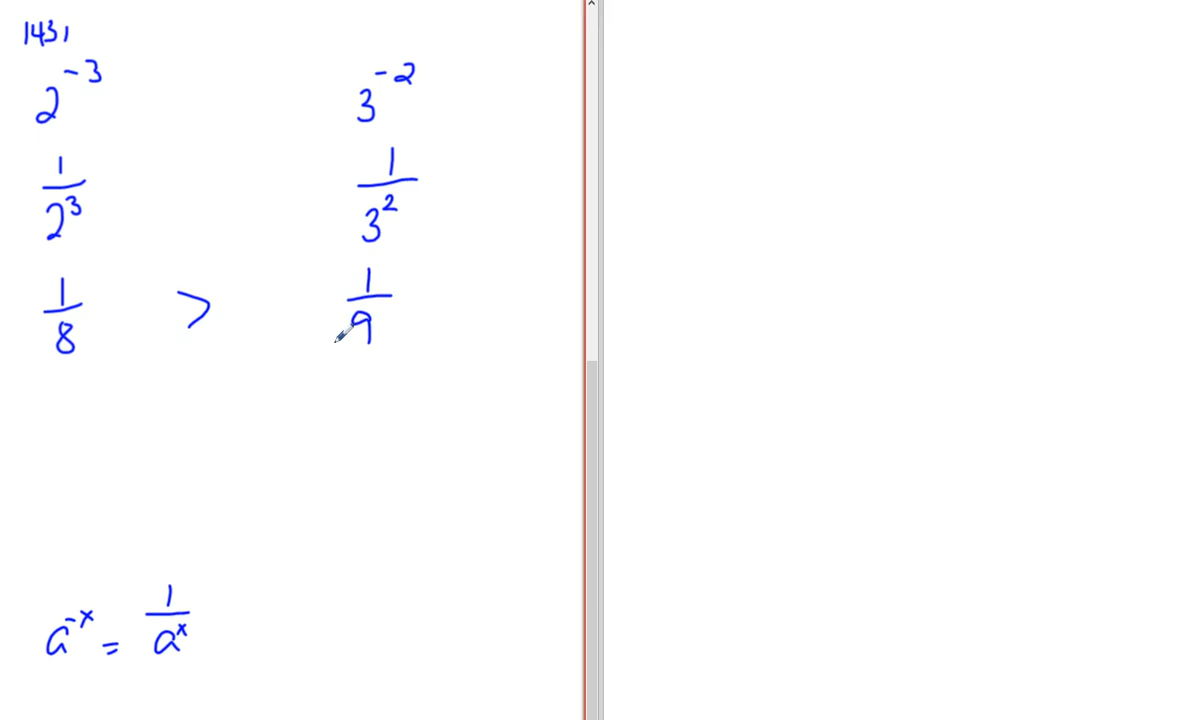 1431
2^-3 3^-2
1/2^3 1/3^2
1/8 > 1/9
a^-x = 1/a^x